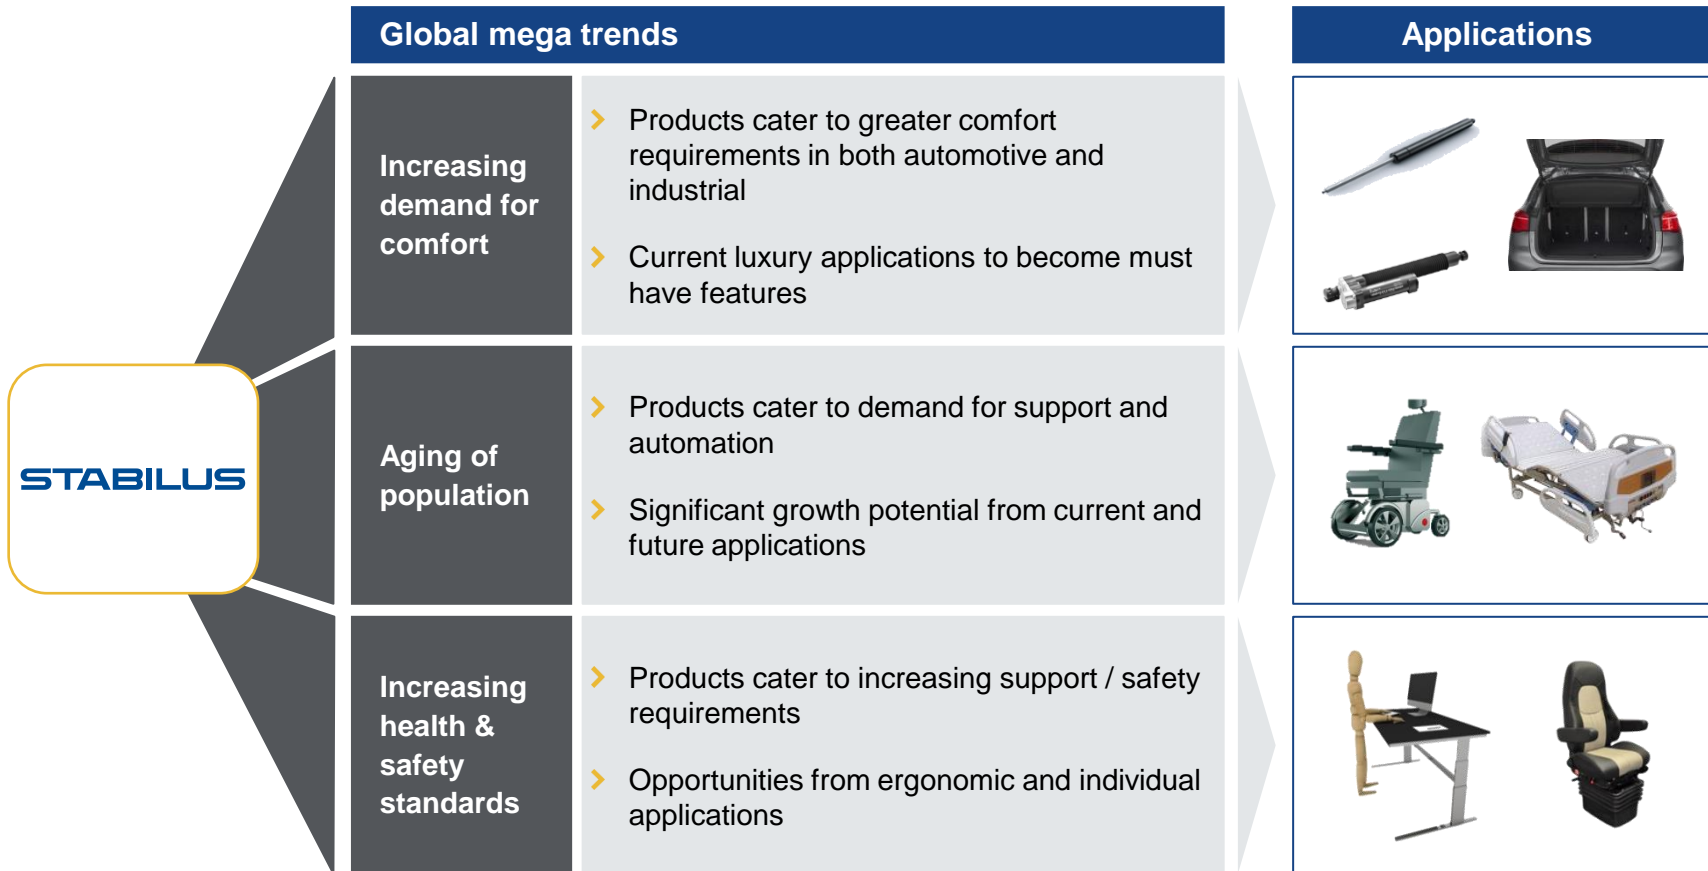 Global mega trends
Applications
Increasing
demand for
comfort
Products cater to greater comfort
requirements in both automotive and
industrial
Current luxury applications to become must
have features
STABILUS
Aging of
population
Products cater to demand for support and
automation
Significant growth potential from current and
future applications
Increasing
health &
safety
standards
Products cater to increasing support / safety
requirements
Opportunities from ergonomic and individual
applications